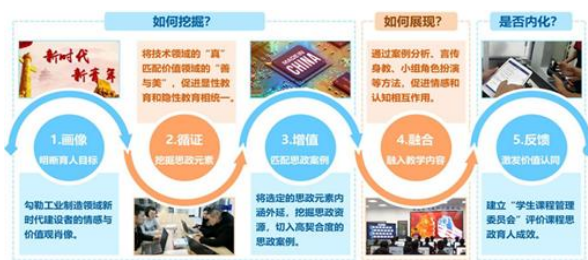 如何挖掘？
如何展现？
是否内化？
新时代
新青年
将技术领域的“真”
匹配价值领域的“善
与美”，促进显性教
育和隐性教育相统一。
CHINA
通过案例分析、言传
身教、小组角色扮演
等方法，促进情感和
认知相互作用。
1.画像
明晰育人目标
2.循证
挖掘思政元素
3.增值
匹配思政案例
4.融合
融入教学内容
5.反馈
激发价值认同
勾勒工业制造领域新
时代建设者的情感与
价值观肖像。
将选定的思政元素内
涵外延，挖掘思政资
源，切入高契合度的
思政案例。
建立“学生课程管理
委员会”评价课程思
政育人成效。